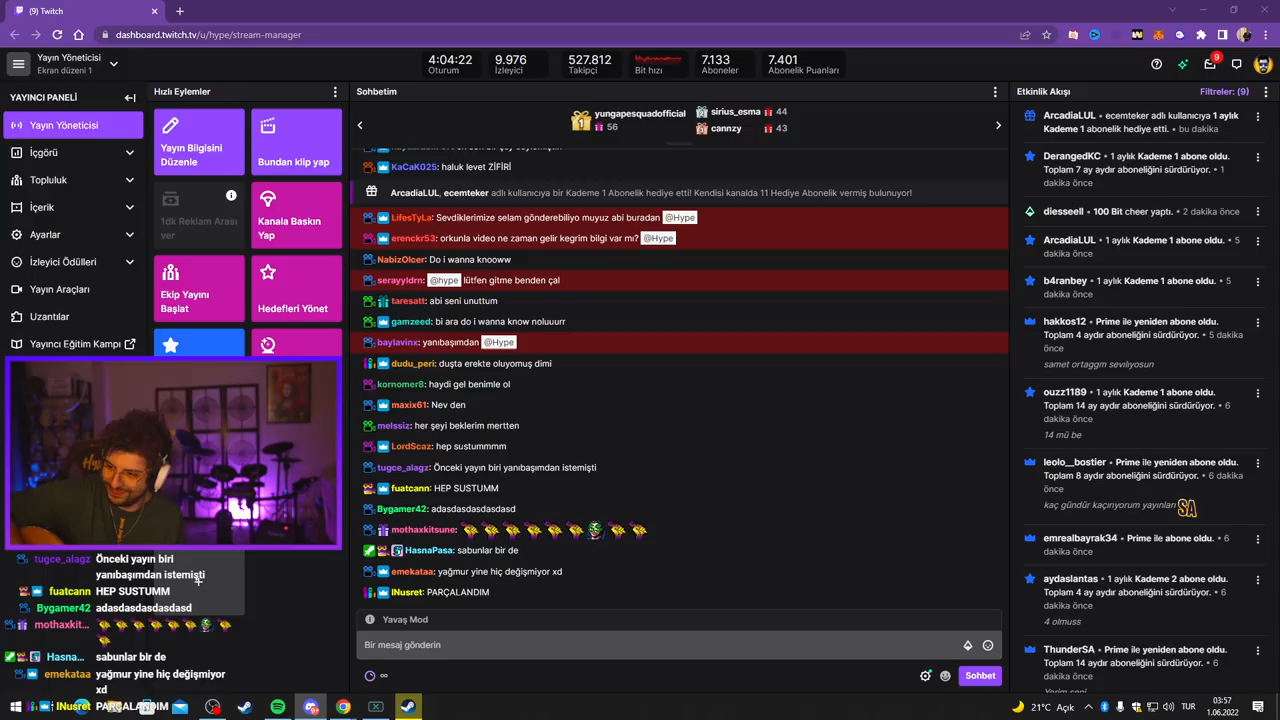 (9) Twitch
dashboard.twitch.tv/u/hype/stream-manager
Yayın Yöneticisi
Ekran düzeni 1
4:04:22
Oturum
9.976
İzleyici
527.812
Takipçi
Bit hızı
7.133
Aboneler
7.401
Abonelik Puanları
9
YAYINCI PANELİ
Yayın Yöneticisi
İçgörü
Topluluk
İçerik
Ayarlar
İzleyici Ödülleri
Yayın Araçları
Uzantılar
Yayıncı Eğitim Kampı
Hızlı Eylemler
Yayın Bilgisini
Düzenle
Bundan klip yap
1dk Reklam Arası
ver
Kanala Baskın
Yap
Ekip Yayını
Başlat
Hedefleri Yönet
Sohbetim
1
yungapesquadofficial
56
sirius_esma 44
cannzy 43
KaCaK025: haluk levet ZİFİRİ
ArcadiaLUL, ecemteker adlı kullanıcıya bir Kademe 1 Abonelik hediye etti! Kendisi kanalda 11 Hediye Abonelik vermiş bulunuyor!
LifesTyLa: Sevdiklerimize selam gönderebiliyo muyuz abi buradan @Hype
erenckr53: orkunla video ne zaman gelir kegrim bilgi var mı? @Hype
NabizOlcer: Do i wanna knooww
serayyldrn: @hype lütfen gitme benden çal
taresatt: abi seni unuttum
gamzeed: bi ara do i wanna know noluuurr
baylavinx: yanıbaşımdan @Hype
dudu_peri: duşta erekte oluyomuş dimi
kornomer8: haydi gel benimle ol
maxix61: Nev den
melssiz: her şeyi beklerim mertten
LordScaz: hep sustummmm
tugce_alagz: Önceki yayın biri yanıbaşımdan istemişti
fuatcann: HEP SUSTUMM
Bygamer42: adasdasdasdasdasd
mothaxkitsune:
HasnaPasa: sabunlar bir de
emekataa: yağmur yine hiç değişmiyor xd
INusret: PARÇALANDIM
Yavaş Mod
Bir mesaj gönderin
∞
Sohbet
Etkinlik Akışı
Filtreler: (9)
ArcadiaLUL: ecemteker adlı kullanıcıya 1 aylık
Kademe 1 abonelik hediye etti. • bu dakika
DerangedKC • 1 aylık Kademe 1 abone oldu.
Toplam 7 ay aydır aboneliğini sürdürüyor. • 1
dakika önce
diesseell • 100 Bit cheer yaptı. • 2 dakika önce
ArcadiaLUL • 1 aylık Kademe 1 abone oldu. • 5
dakika önce
b4ranbey • 1 aylık Kademe 1 abone oldu. • 5
dakika önce
hakkos12 • Prime ile yeniden abone oldu.
Toplam 4 ay aydır aboneliğini sürdürüyor. • 5 dakika
önce
samet ortaggm sevılıyosun
ouzz1189 • 1 aylık Kademe 1 abone oldu.
Toplam 14 ay aydır aboneliğini sürdürüyor. • 6
dakika önce
14 mü be
leolo__bostier • Prime ile yeniden abone oldu.
Toplam 8 ay aydır aboneliğini sürdürüyor. • 6 dakika
önce
kaç gündür kaçırıyorum yayınları SA
emrealbayrak34 • Prime ile abone oldu. • 6
dakika önce
aydaslantas • 1 aylık Kademe 2 abone oldu.
Toplam 4 ay aydır aboneliğini sürdürüyor. • 6 dakika
önce
4 olmuss
ThunderSA • Prime ile yeniden abone oldu.
Toplam 14 ay aydır aboneliğini sürdürüyor. • 6
dakika önce
tugce_alagz Önceki yayın biri
yanıbaşımdan istemişti
fuatcann HEP SUSTUMM
Bygamer42 adasdasdasdasdasd
mothaxkit...
Hasna... sabunlar bir de
emekataa yağmur yine hiç değişmiyor
xd
INusret PARÇALANDIM
21°C Açık
TUR
03:57
1.06.2022